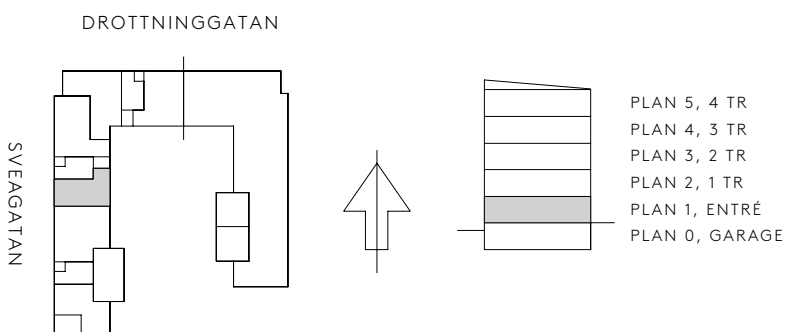 DROTTNINGGATAN
SVEAGATAN
PLAN 5, 4 TR
PLAN 4, 3 TR
PLAN 3, 2 TR
PLAN 2, 1 TR
PLAN 1, ENTRÉ
PLAN 0, GARAGE